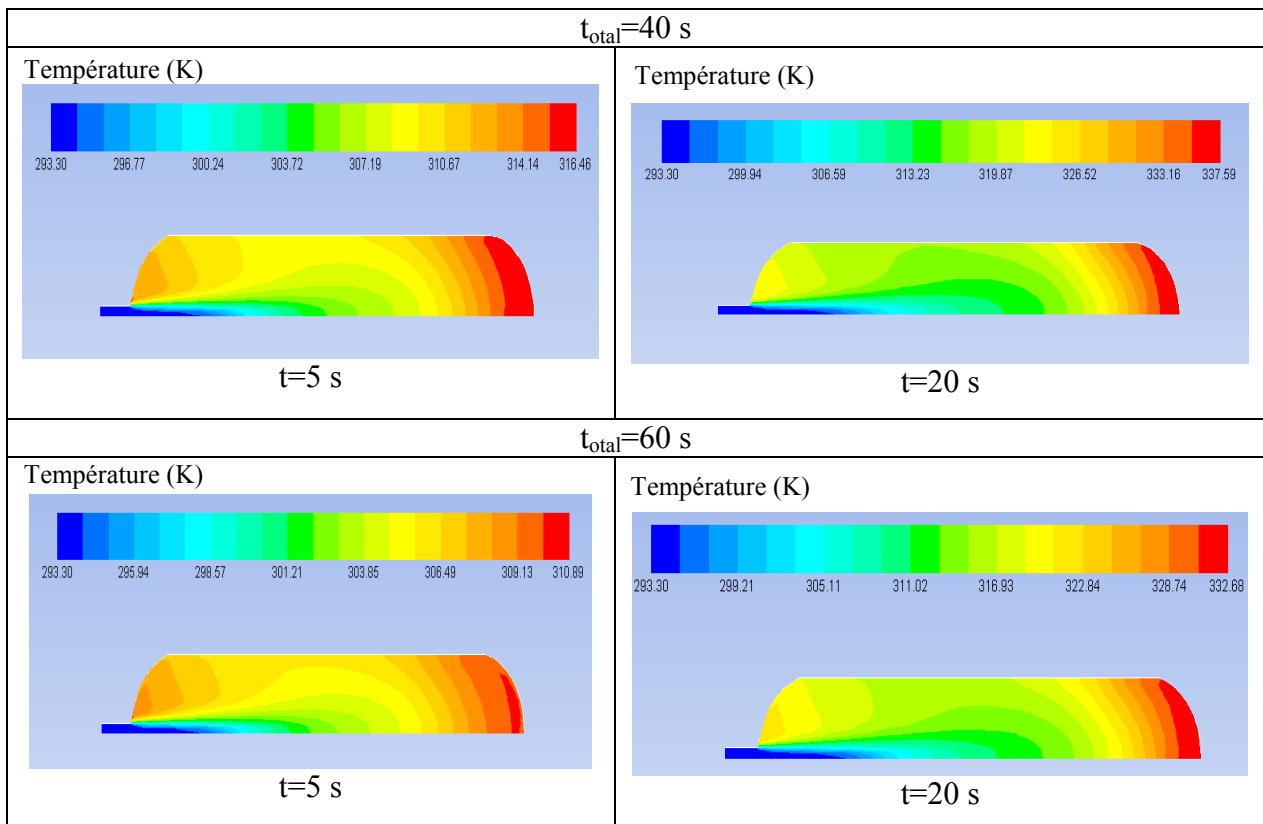 t_otal=40 s
Température (K)
293.30 296.77 300.24 303.72 307.19 310.67 314.14 316.46
t=5 s
Température (K)
293.30 299.94 306.59 313.23 319.87 326.52 333.16 337.59
t=20 s
t_otal=60 s
Température (K)
293.30 295.94 298.57 301.21 303.85 306.49 309.13 310.89
t=5 s
Température (K)
293.30 299.21 305.11 311.02 316.93 322.84 328.74 332.68
t=20 s